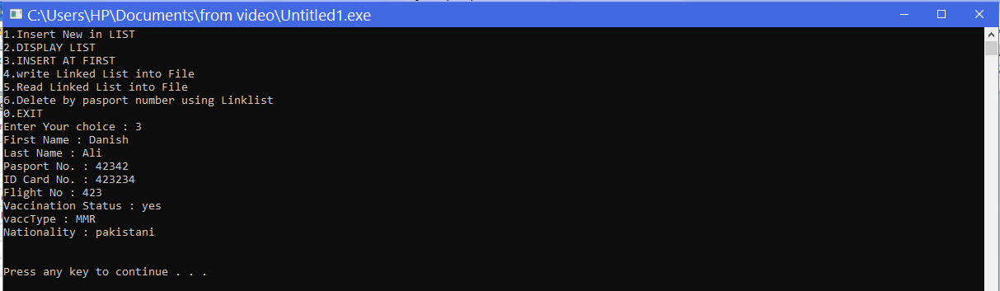 C:\Users\HP\Documents\from video\Untitled1.exe
1.Insert New in LIST
2.DISPLAY LIST
3.INSERT AT FIRST
4.write Linked List into File
5.Read Linked List into File
6.Delete by pasport number using Linklist
0.EXIT
Enter Your choice : 3
First Name : Danish
Last Name : Ali
Pasport No. : 42342
ID Card No. : 423234
Flight No : 423
Vaccination Status : yes
vaccType : MMR
Nationality : pakistani
Press any key to continue . . .